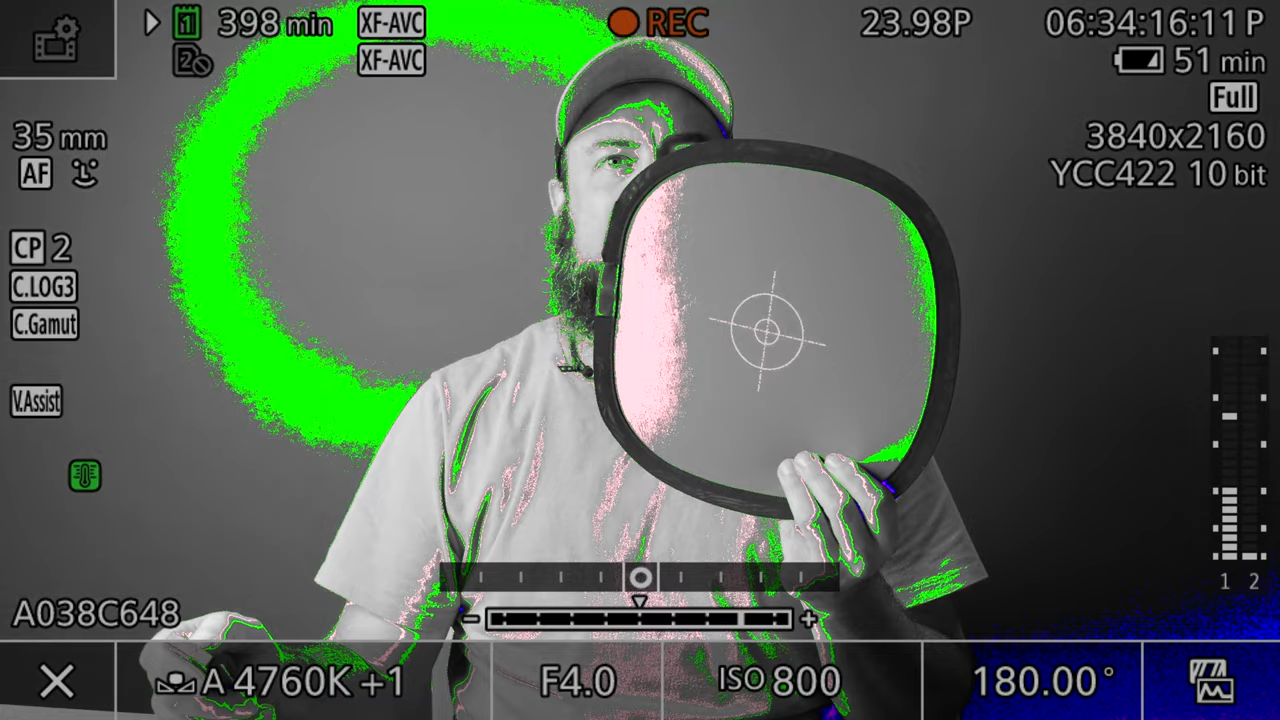 1 398 min XF-AVC REC 23.98P 06:34:16:11 P
2 XF-AVC 51 min
Full
35 mm 3840x2160
AF YCC422 10 bit
CP 2
C.LOG3
C.Gamut
V.Assist
1 2
A038C648
- +
A 4760K +1 F4.0 ISO 800 180.00°